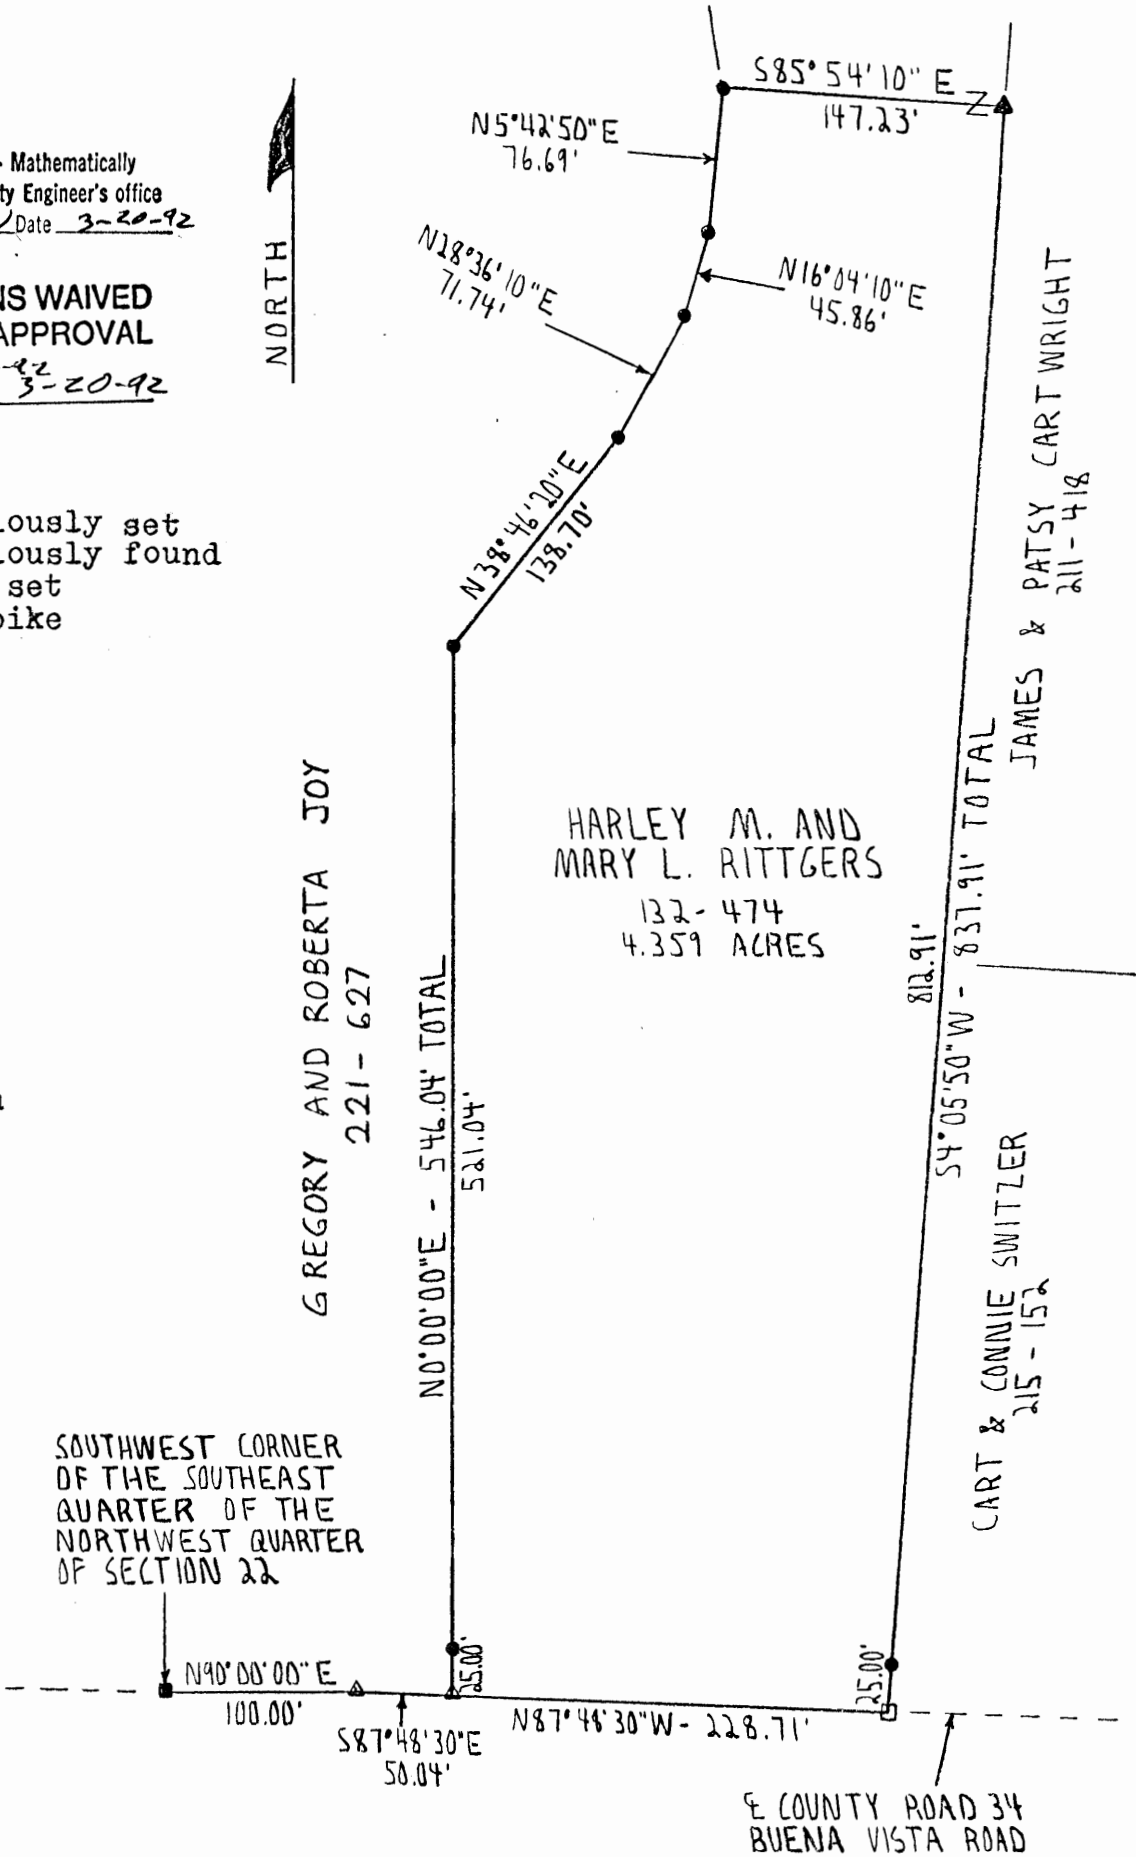 S85°54'10" E
147.23'
N5°42'50"E
76.69'
Mathematically
ty Engineer's office
Date 3-20-92
NS WAIVED
APPROVAL
3-20-92
NORTH
N28°36'10"E
71.74'
N16°04'10"E
45.86'
N38°46'20"E
138.70'
iously set
iously found
set
pike
JAMES & PATSY CARTWRIGHT
211-418
GREGORY AND ROBERTA JOY
221-627
HARLEY M. AND
MARY L. RITTGERS
132-474
4.359 ACRES
N0°00'00"E - 546.04' TOTAL
521.04'
812.91'
S4°05'50"W - 837.91' TOTAL
CART & CONNIE SWITZER
215-152
SOUTHWEST CORNER
OF THE SOUTHEAST
QUARTER OF THE
NORTHWEST QUARTER
OF SECTION 22
25.00'
25.00'
N90°00'00"E
100.00'
S87°48'30"E
50.04'
N87°48'30"W - 228.71'
℄ COUNTY ROAD 34
BUENA VISTA ROAD